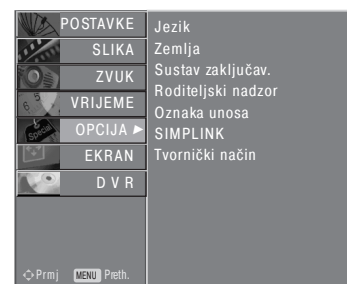 POSTAVKE
SLIKA
ZVUK
VRIJEME
OPCIJA ►
EKRAN
D V R
Jezik
Zemlja
Sustav zaključav.
Roditeljski nadzor
Oznaka unosa
SIMPLINK
Tvornički način
Prmj MENU Preth.